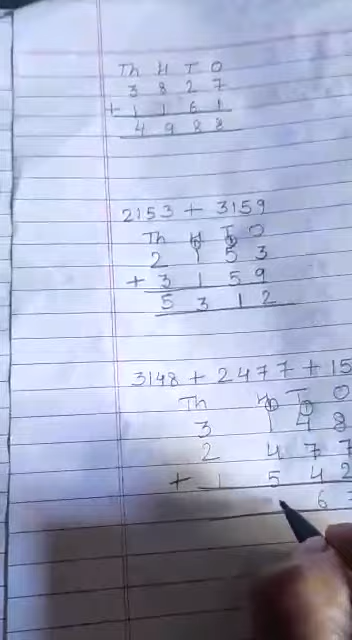 Th H T O
3 8 2 7
+ 1 1 6 1
4 9 8 8
2153 + 3159
Th H T O
2 1 5 3
+ 3 1 5 9
5 3 1 2
3148 + 2477 + 15
Th H T O
3 1 4 8
2 4 7 7
+ 1 5 4 2
6